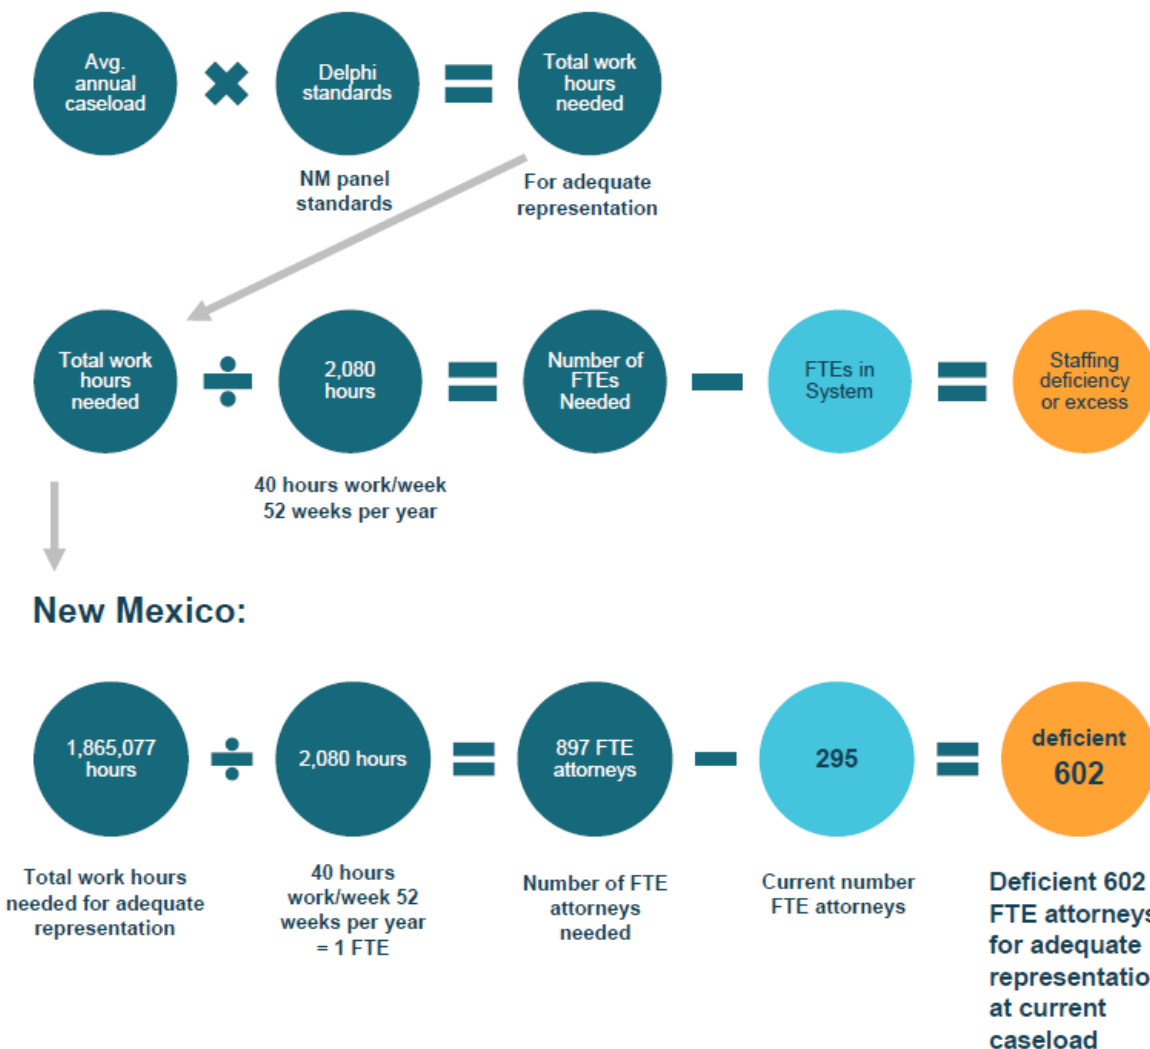 Avg.
annual
caseload
Delphi
standards
Total work
hours
needed
NM panel
standards
For adequate
representation
Total work
hours
needed
2,080
hours
Number of
FTEs
Needed
FTEs in
System
Staffing
deficiency
or excess
40 hours work/week
52 weeks per year
New Mexico:
1,865,077
hours
2,080 hours
897 FTE
attorneys
295
deficient
602
Total work hours
needed for adequate
representation
40 hours
work/week 52
weeks per year
= 1 FTE
Number of FTE
attorneys
needed
Current number
FTE attorneys
Deficient 602
FTE attorneys
for adequate
representatio
at current
caseload